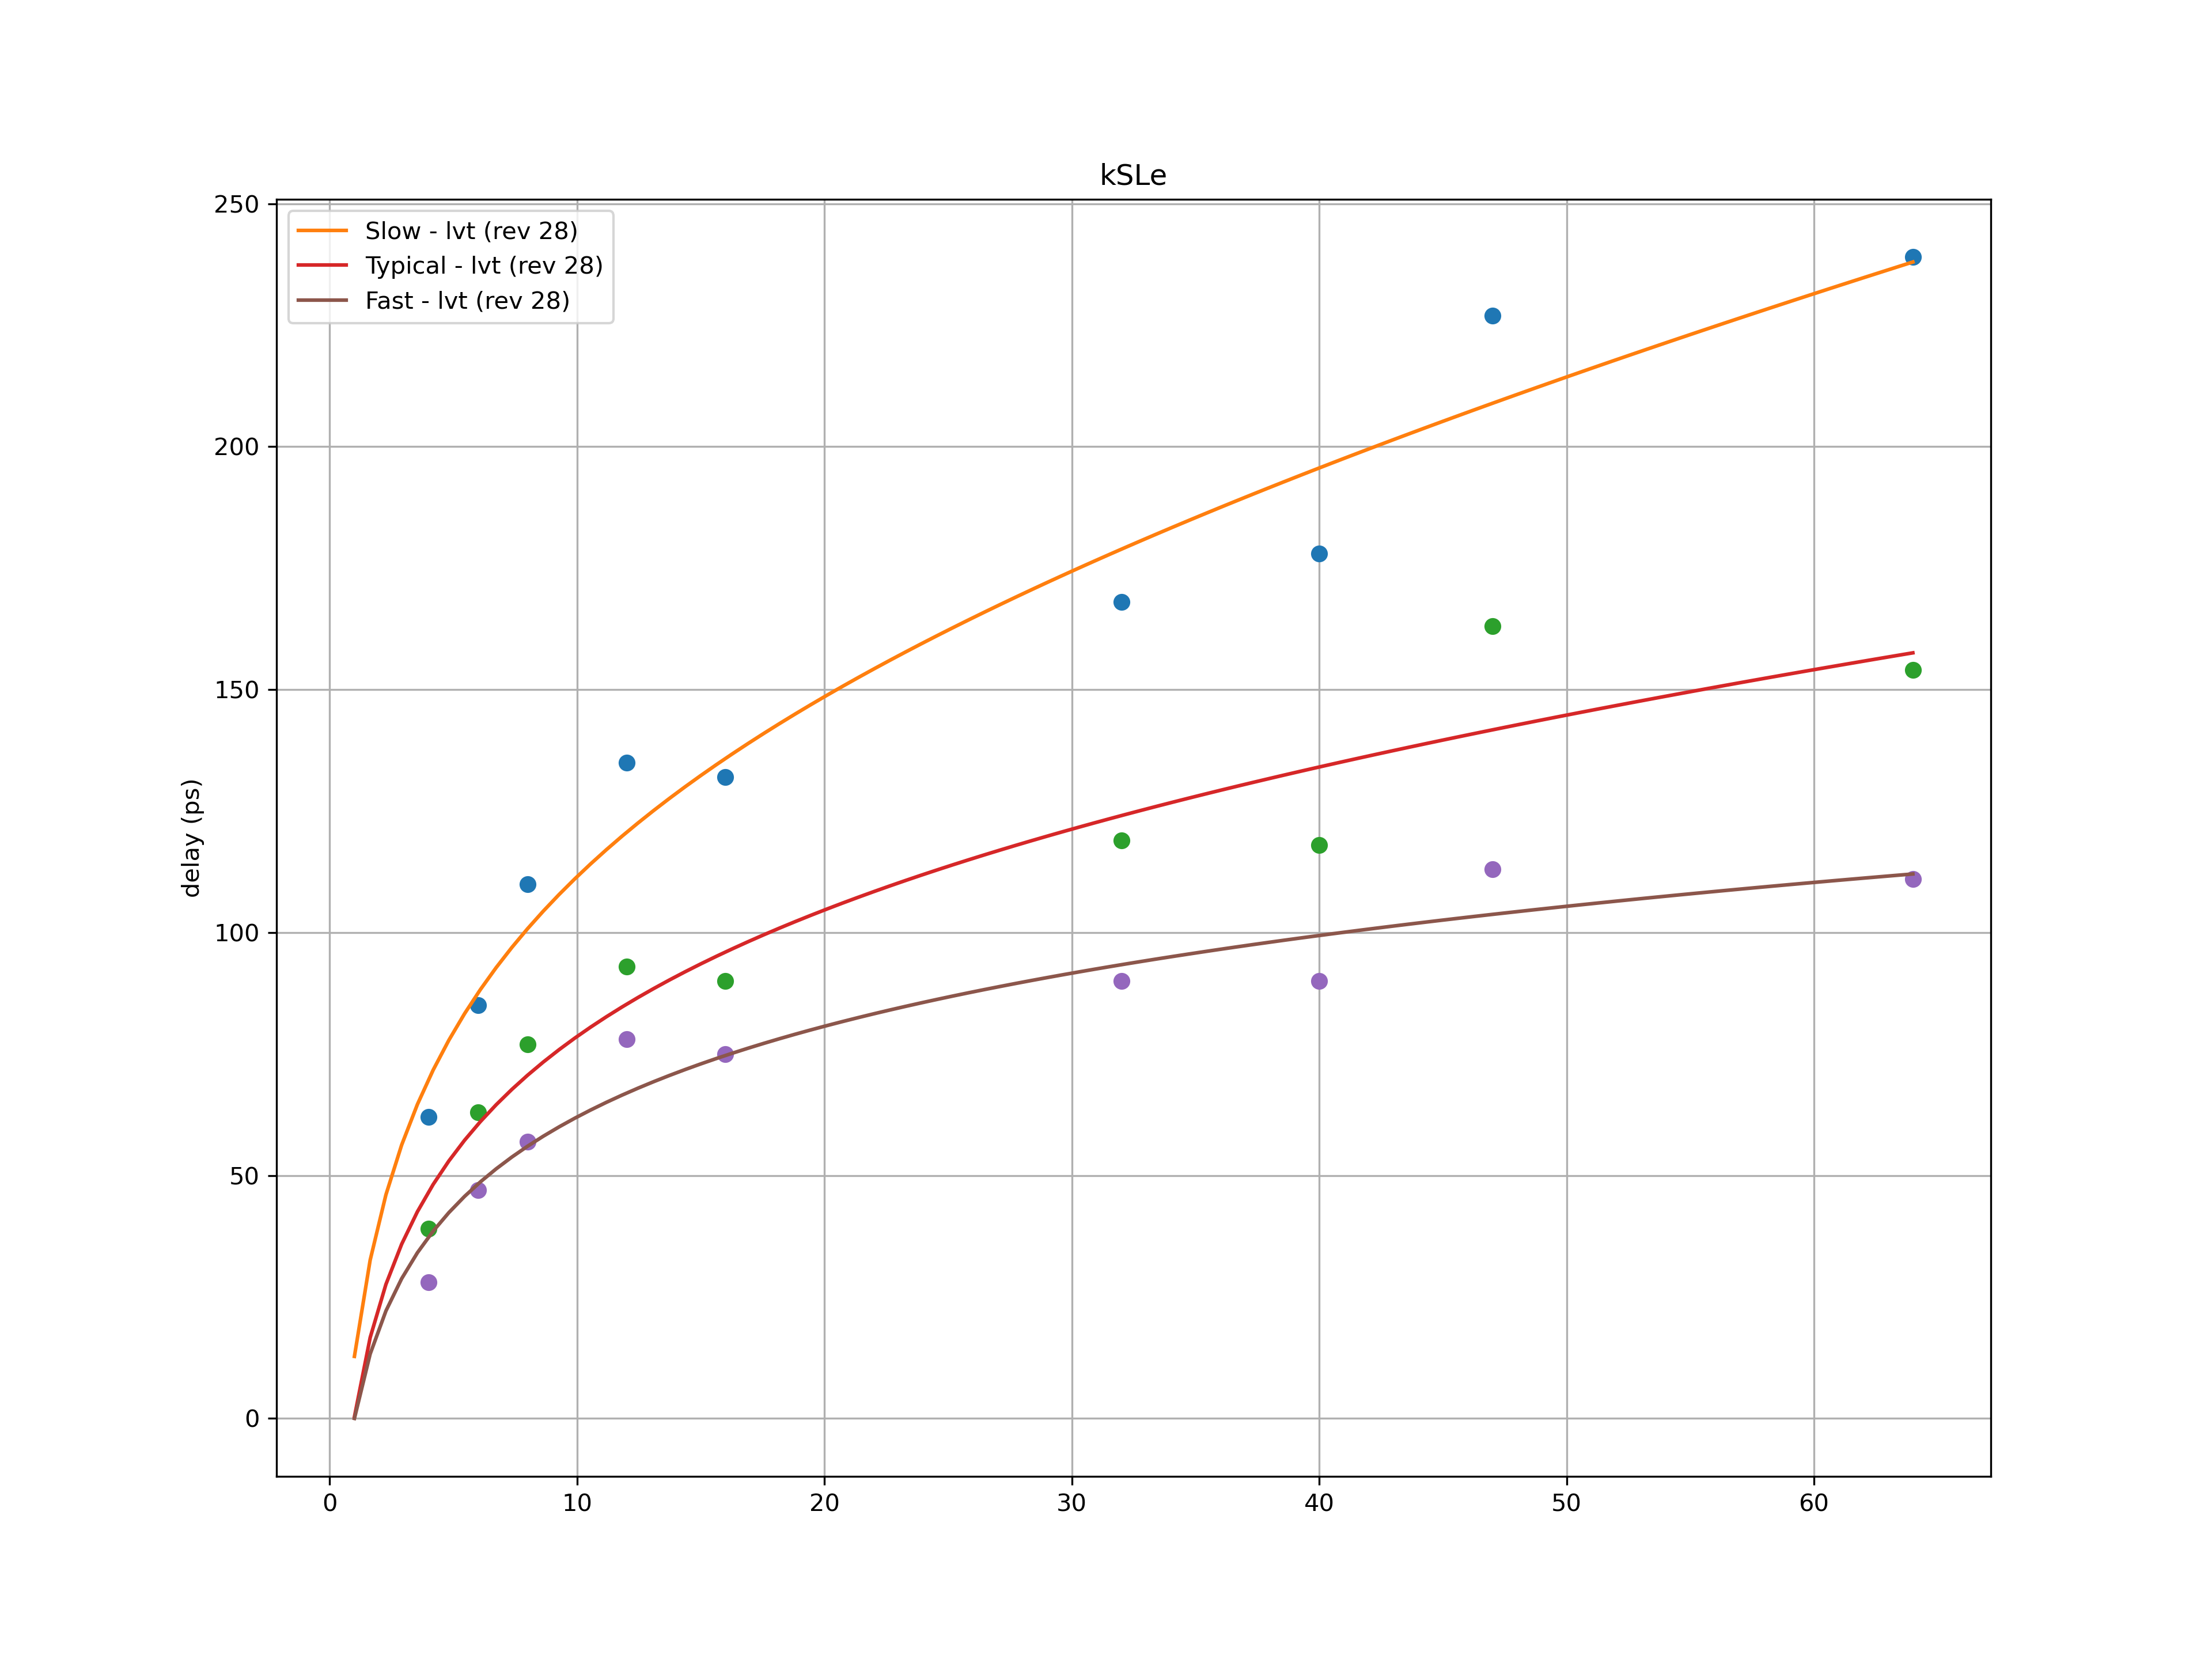 kSLe
250
200
150
100
50
0
delay (ps)
Slow - lvt (rev 28)
Typical - lvt (rev 28)
Fast - lvt (rev 28)
0 10 20 30 40 50 60